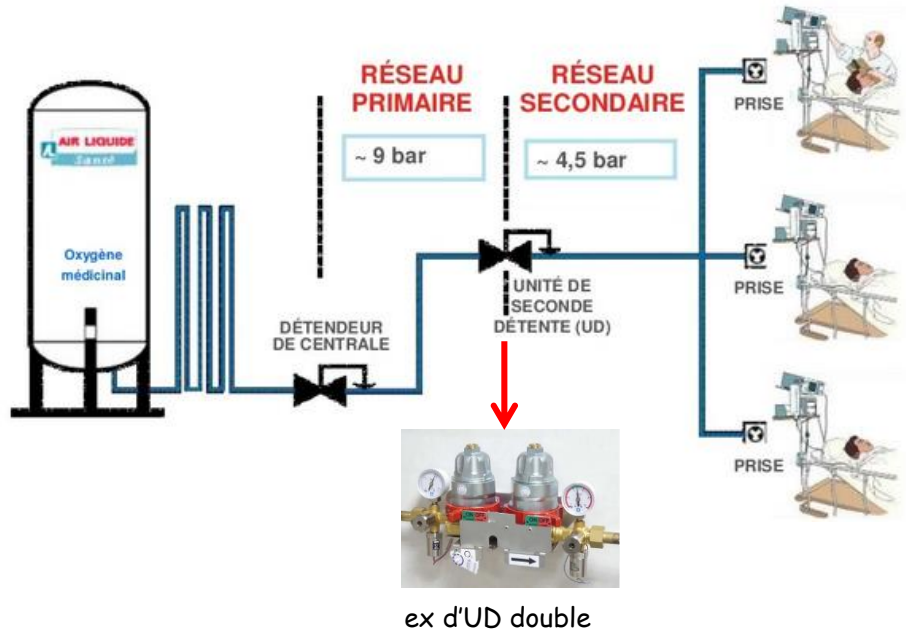 RÉSEAU
PRIMAIRE
RÉSEAU
SECONDAIRE
~ 9 bar
~ 4,5 bar
AIR LIQUIDE
Santé
Oxygène
médicinal
DÉTENDEUR
DE CENTRALE
UNITÉ DE
SECONDE
DÉTENTE (UD)
PRISE
PRISE
PRISE
ex d'UD double